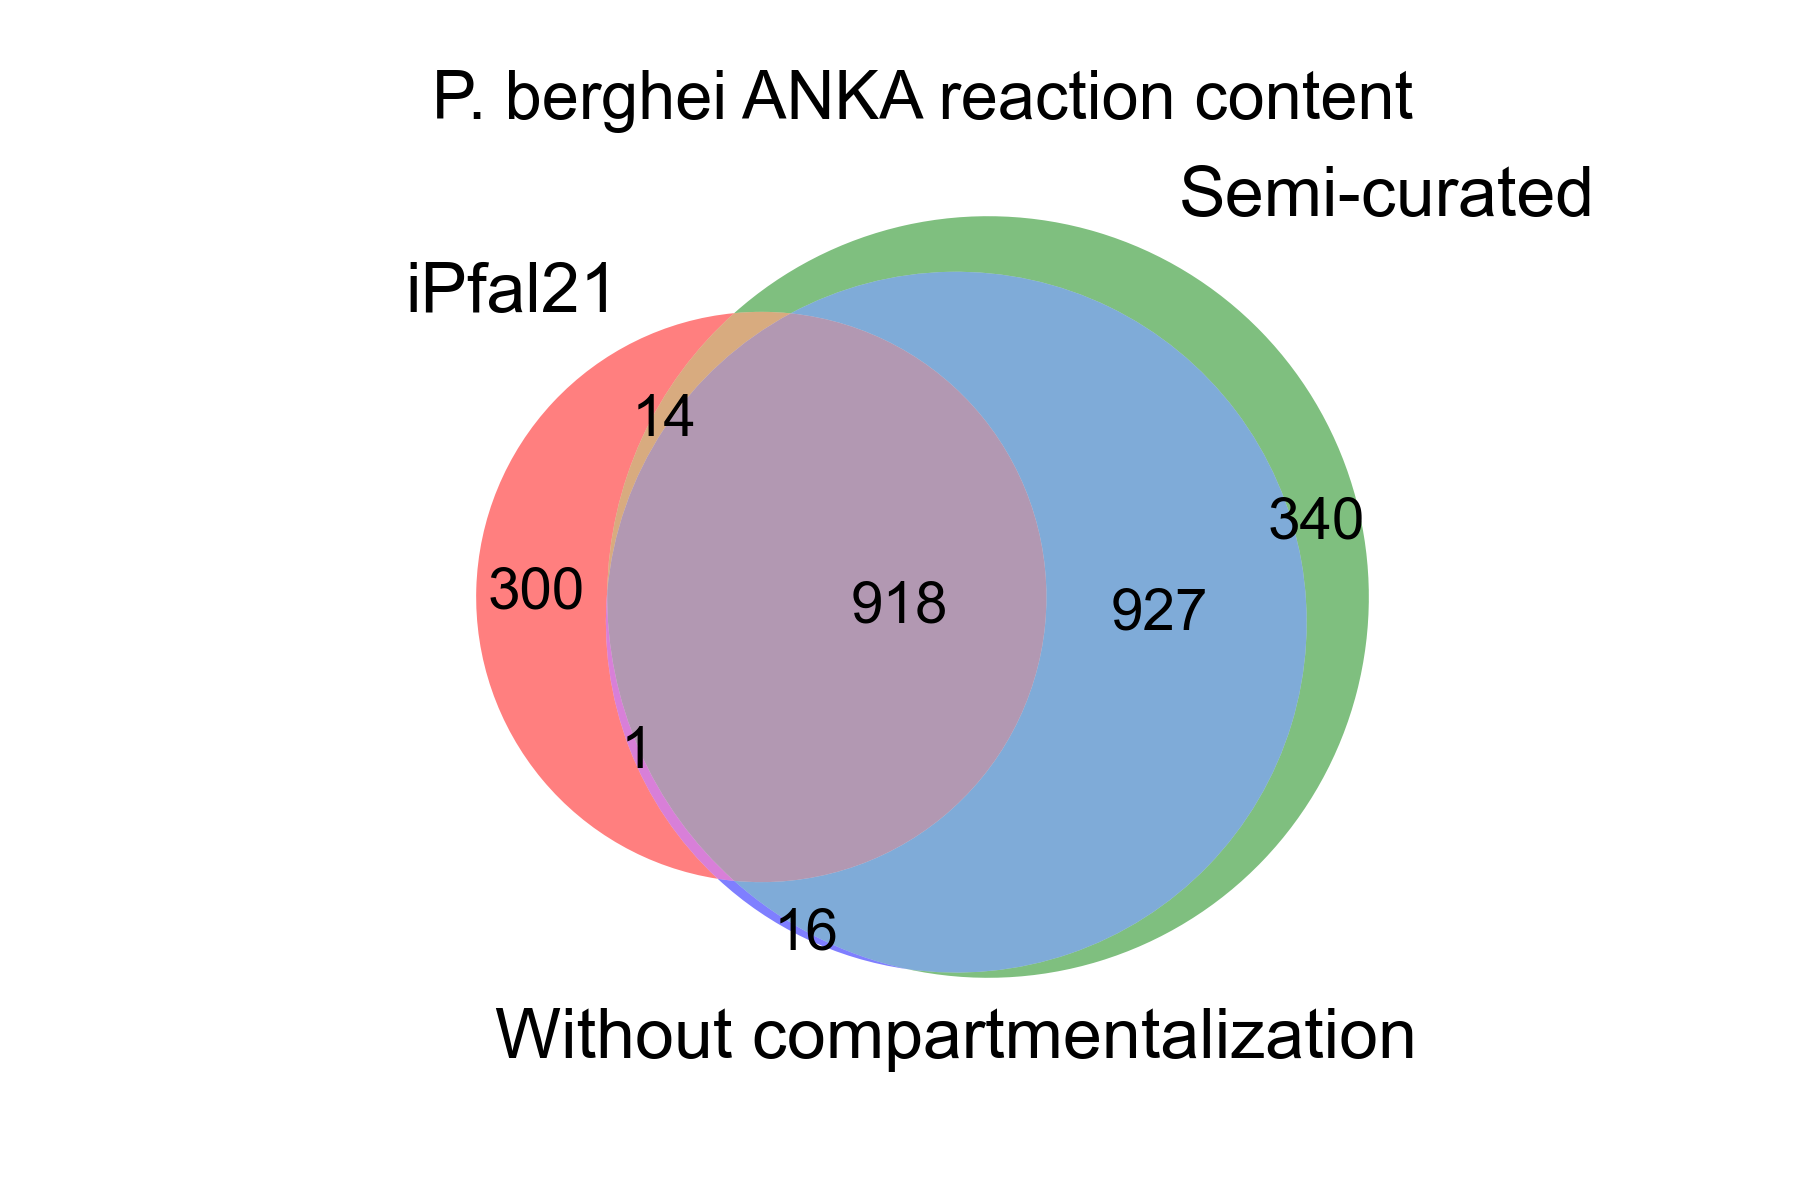 P. berghei ANKA reaction content
Semi-curated
iPfal21
14
340
300
918
927
1
16
Without compartmentalization